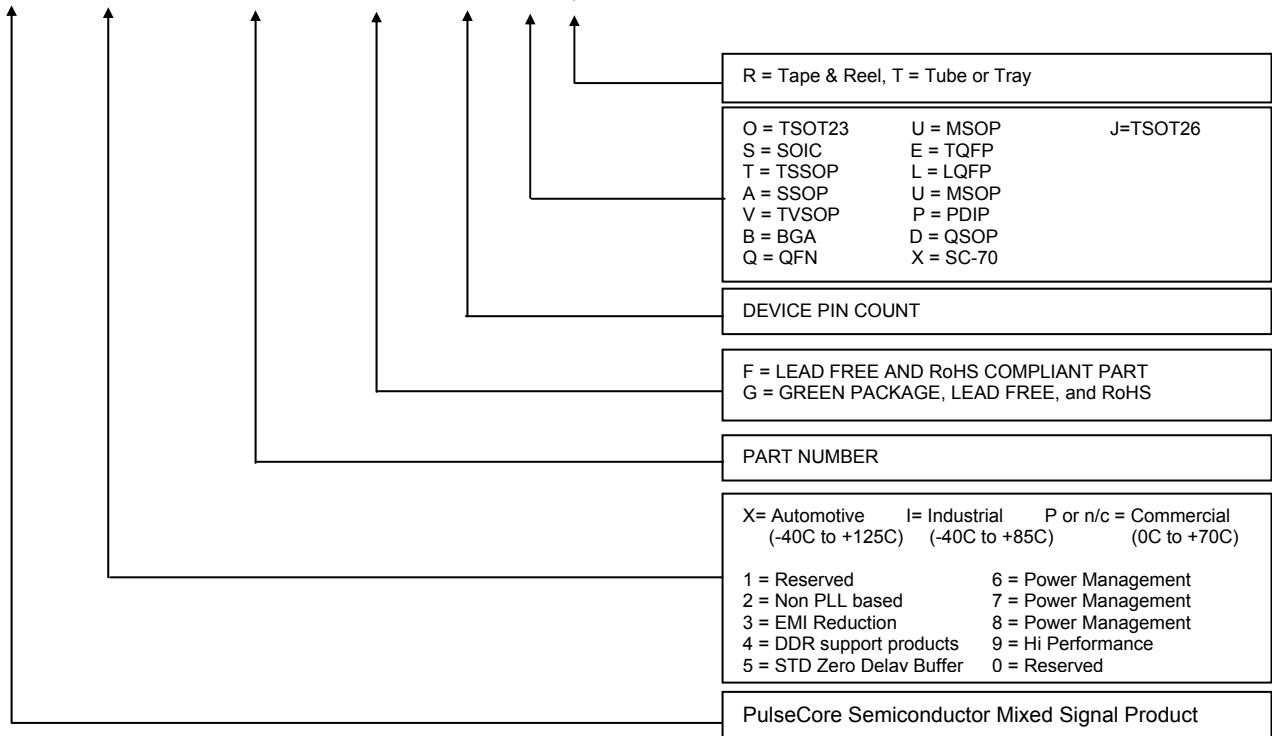 R = Tape & Reel, T = Tube or Tray
O = TSOT23 U = MSOP J=TSOT26
S = SOIC E = TQFP
T = TSSOP L = LQFP
A = SSOP U = MSOP
V = TVSOP P = PDIP
B = BGA D = QSOP
Q = QFN X = SC-70
DEVICE PIN COUNT
F = LEAD FREE AND RoHS COMPLIANT PART
G = GREEN PACKAGE, LEAD FREE, and RoHS
PART NUMBER
X= Automotive I= Industrial P or n/c = Commercial
(-40C to +125C) (-40C to +85C) (0C to +70C)
1 = Reserved 6 = Power Management
2 = Non PLL based 7 = Power Management
3 = EMI Reduction 8 = Power Management
4 = DDR support products 9 = Hi Performance
5 = STD Zero Delay Buffer 0 = Reserved
PulseCore Semiconductor Mixed Signal Product